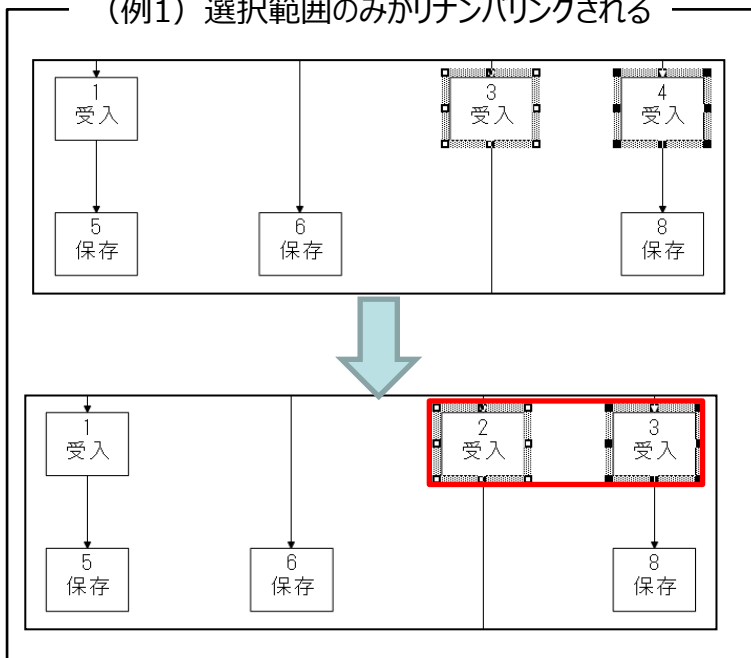 （例1）選択範囲のみがリナンバリングされる
1 3 4
受入 受入 受入
5 6 8
保存 保存 保存
1 2 3
受入 受入 受入
5 6 8
保存 保存 保存